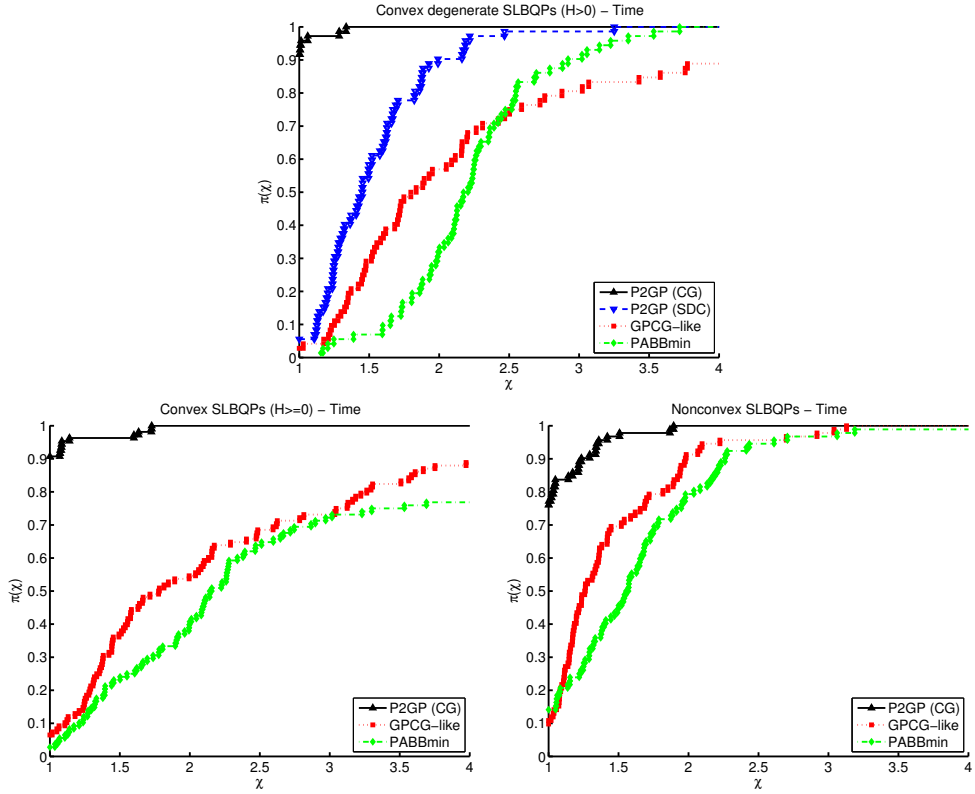 Convex degenerate SLBQPs (H>0) – Time
1
0.9
0.8
0.7
0.6
0.5
0.4
0.3
0.2
0.1
0
π(χ)
1 1.5 2 2.5 3 3.5 4
χ
P2GP (CG)
P2GP (SDC)
GPCG–like
PABBmin
Convex SLBQPs (H>=0) – Time
1
0.9
0.8
0.7
0.6
0.5
0.4
0.3
0.2
0.1
0
π(χ)
1 1.5 2 2.5 3 3.5 4
χ
P2GP (CG)
GPCG–like
PABBmin
Nonconvex SLBQPs – Time
1
0.9
0.8
0.7
0.6
0.5
0.4
0.3
0.2
0.1
0
π(χ)
1 1.5 2 2.5 3 3.5 4
χ
P2GP (CG)
GPCG–like
PABBmin